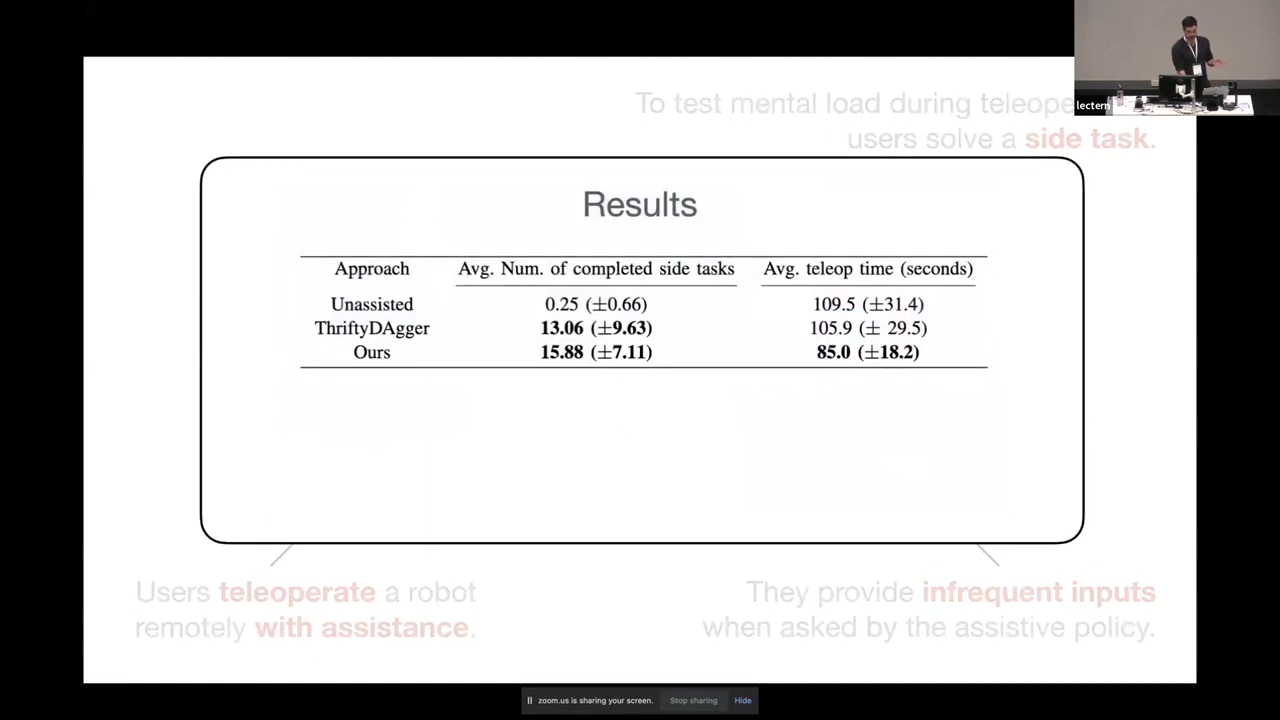 To test mental load during teleope
lectern
users solve a side task.
Results
Approach Avg. Num. of completed side tasks Avg. teleop time (seconds)
Unassisted 0.25 (±0.66) 109.5 (±31.4)
ThriftyDAgger 13.06 (±9.63) 105.9 (± 29.5)
Ours 15.88 (±7.11) 85.0 (±18.2)
Users teleoperate a robot
remotely with assistance.
They provide infrequent inputs
when asked by the assistive policy.
zoom.us is sharing your screen. Stop sharing Hide